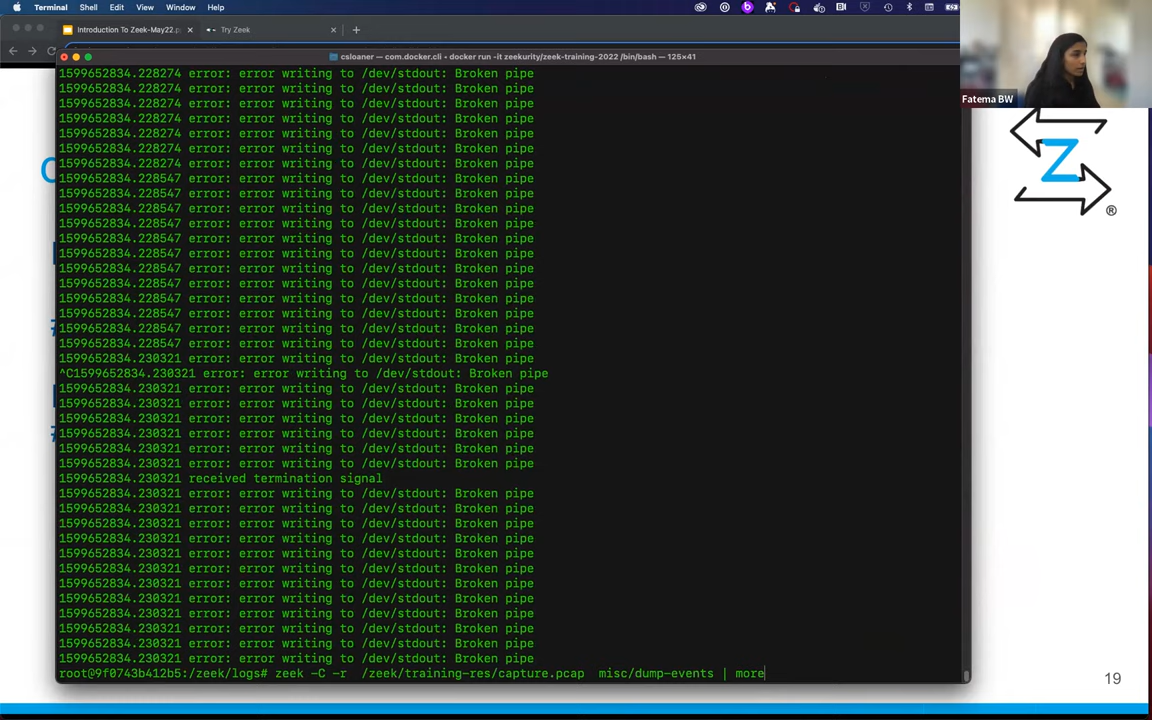 Terminal Shell Edit View Window Help
Introduction To Zeek-May22.p × Try Zeek ×
csloaner — com.docker.cli • docker run -it zeekurity/zeek-training-2022 /bin/bash — 125×41
Fatema BW
1599652834.228274 error: error writing to /dev/stdout: Broken pipe
1599652834.228274 error: error writing to /dev/stdout: Broken pipe
1599652834.228274 error: error writing to /dev/stdout: Broken pipe
1599652834.228274 error: error writing to /dev/stdout: Broken pipe
1599652834.228274 error: error writing to /dev/stdout: Broken pipe
1599652834.228274 error: error writing to /dev/stdout: Broken pipe
1599652834.228274 error: error writing to /dev/stdout: Broken pipe
1599652834.228547 error: error writing to /dev/stdout: Broken pipe
1599652834.228547 error: error writing to /dev/stdout: Broken pipe
1599652834.228547 error: error writing to /dev/stdout: Broken pipe
1599652834.228547 error: error writing to /dev/stdout: Broken pipe
1599652834.228547 error: error writing to /dev/stdout: Broken pipe
1599652834.228547 error: error writing to /dev/stdout: Broken pipe
1599652834.228547 error: error writing to /dev/stdout: Broken pipe
1599652834.228547 error: error writing to /dev/stdout: Broken pipe
1599652834.228547 error: error writing to /dev/stdout: Broken pipe
1599652834.228547 error: error writing to /dev/stdout: Broken pipe
1599652834.228547 error: error writing to /dev/stdout: Broken pipe
1599652834.228547 error: error writing to /dev/stdout: Broken pipe
1599652834.230321 error: error writing to /dev/stdout: Broken pipe
^C1599652834.230321 error: error writing to /dev/stdout: Broken pipe
1599652834.230321 error: error writing to /dev/stdout: Broken pipe
1599652834.230321 error: error writing to /dev/stdout: Broken pipe
1599652834.230321 error: error writing to /dev/stdout: Broken pipe
1599652834.230321 error: error writing to /dev/stdout: Broken pipe
1599652834.230321 error: error writing to /dev/stdout: Broken pipe
1599652834.230321 error: error writing to /dev/stdout: Broken pipe
1599652834.230321 received termination signal
1599652834.230321 error: error writing to /dev/stdout: Broken pipe
1599652834.230321 error: error writing to /dev/stdout: Broken pipe
1599652834.230321 error: error writing to /dev/stdout: Broken pipe
1599652834.230321 error: error writing to /dev/stdout: Broken pipe
1599652834.230321 error: error writing to /dev/stdout: Broken pipe
1599652834.230321 error: error writing to /dev/stdout: Broken pipe
1599652834.230321 error: error writing to /dev/stdout: Broken pipe
1599652834.230321 error: error writing to /dev/stdout: Broken pipe
1599652834.230321 error: error writing to /dev/stdout: Broken pipe
1599652834.230321 error: error writing to /dev/stdout: Broken pipe
1599652834.230321 error: error writing to /dev/stdout: Broken pipe
1599652834.230321 error: error writing to /dev/stdout: Broken pipe
root@9f0743b412b5:/zeek/logs# zeek -C -r  /zeek/training-res/capture.pcap  misc/dump-events | more
Z
®
19